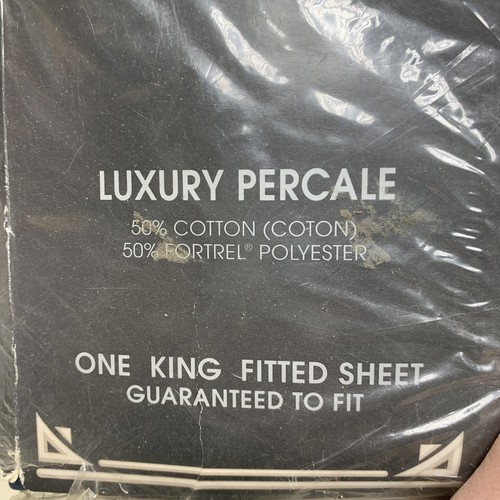 LUXURY PERCALE
50% COTTON (COTON)
50% FORTREL® POLYESTER
ONE KING FITTED SHEET
GUARANTEED TO FIT